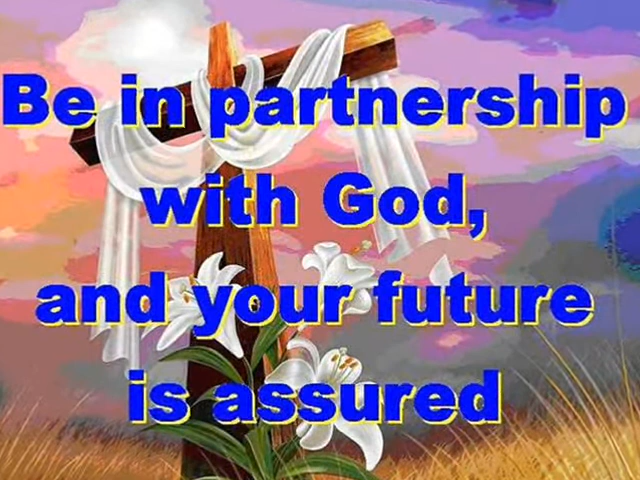 Be in partnership
with God,
and your future
is assured